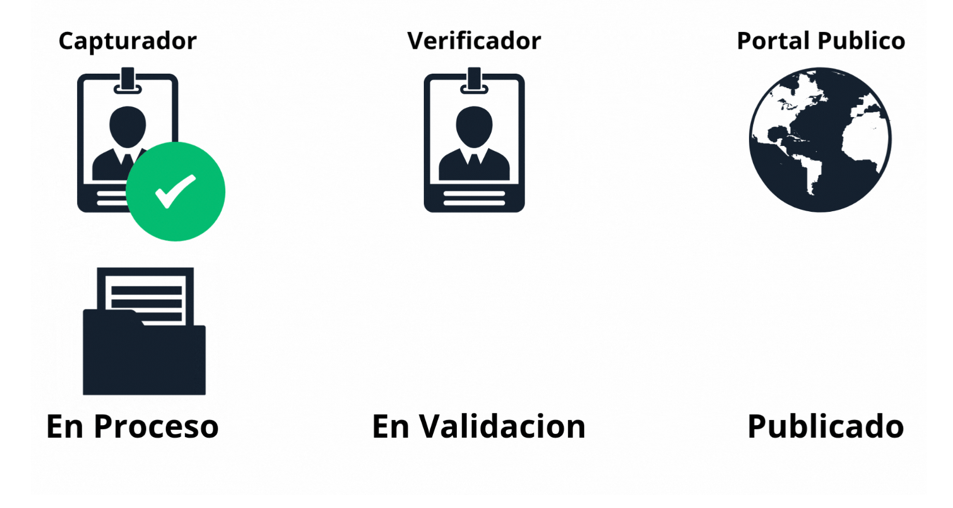 Capturador
Verificador
Portal Publico
En Proceso
En Validacion
Publicado